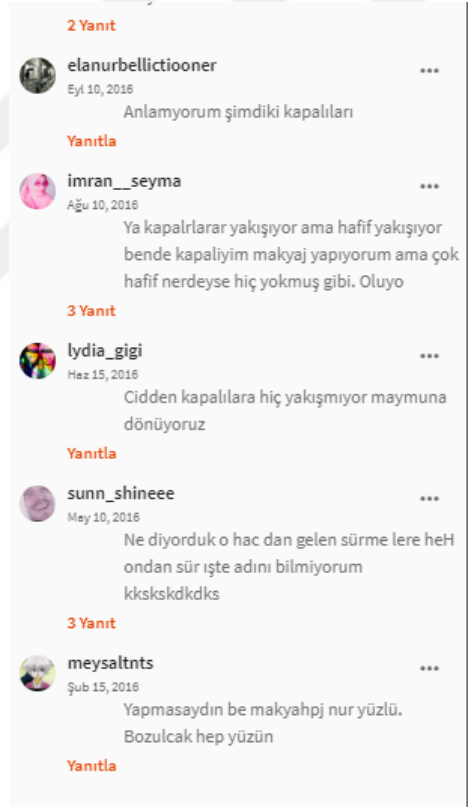 2 Yanıt
elanurbellictiooner
Eyl 10, 2016
Anlamyorum şimdiki kapalıları
Yanıtla
imran__seyma
Ağu 10, 2016
Ya kapalrlarar yakışıyor ama hafif yakışıyor
bende kapaliyim makyaj yapıyorum ama çok
hafif nerdeyse hiç yokmuş gibi. Oluyo
3 Yanıt
lydia_gigi
Haz 15, 2016
Cidden kapalılara hiç yakışmıyor maymuna
dönüyoruz
Yanıtla
sunn_shineee
May 10, 2016
Ne diyorduk o hac dan gelen sürme lere heH
ondan sür ışte adını bilmiyorum
kkskskdkdks
3 Yanıt
meysaltnts
Şub 15, 2016
Yapmasaydın be makyahpj nur yüzlü.
Bozulcak hep yüzün
Yanıtla